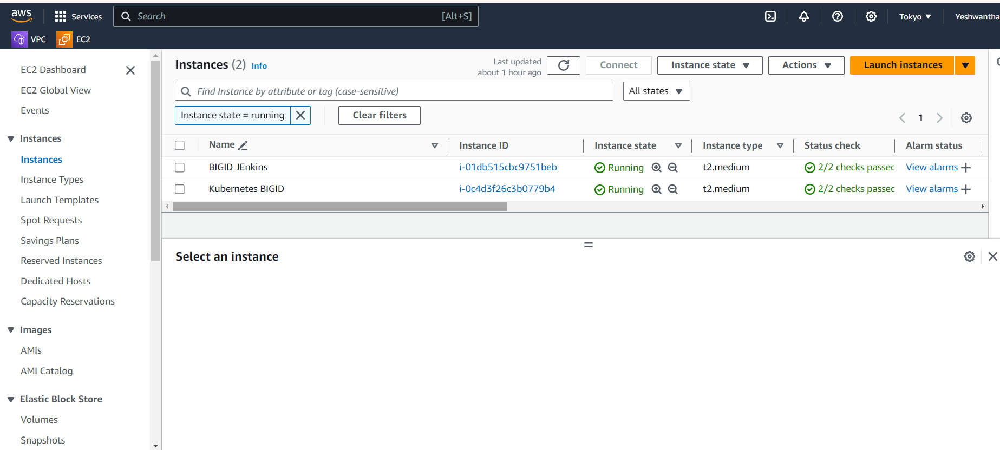 aws
Services
Search
[Alt+S]
Tokyo
Yeshwantha
VPC
EC2
EC2 Dashboard
EC2 Global View
Events
Instances
Instances
Instance Types
Launch Templates
Spot Requests
Savings Plans
Reserved Instances
Dedicated Hosts
Capacity Reservations
Images
AMIs
AMI Catalog
Elastic Block Store
Volumes
Snapshots
Instances (2) Info
Last updated
about 1 hour ago
Connect
Instance state
Actions
Launch instances
Find Instance by attribute or tag (case-sensitive)
All states
Instance state = running
Clear filters
1
Name Instance ID Instance state Instance type Status check Alarm status
BIGID JEnkins i-01db515cbc9751beb Running t2.medium 2/2 checks passed View alarms
Kubernetes BIGID i-0c4d3f26c3b0779b4 Running t2.medium 2/2 checks passed View alarms
Select an instance